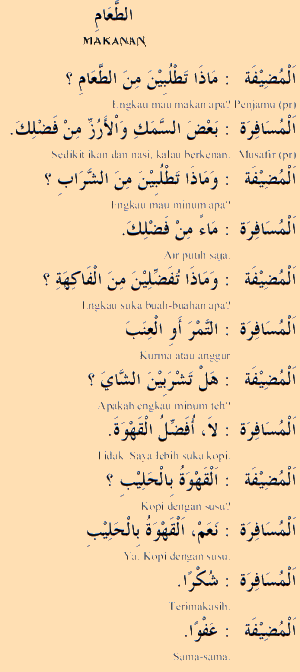 الطَّعَامِ
MAKANAN
اَلْمُضِيْفَة : مَاذَا تَطْلُبِيْنَ مِنَ الطَّعَامِ ؟
Engkau mau makan apa? Penjamu (pr)
اَلْمُسَافِرَة : بَعْضَ السَّمَكِ وَاْلأَرُزِّ مِنْ فَضْلِكَ.
Sedikit ikan dan nasi, kalau berkenan. Musafir (pr)
اَلْمُضِيْفَة : وَمَاذَا تَطْلُبِيْنَ مِنَ الشَّرَابِ ؟
Engkau mau minum apa?
اَلْمُسَافِرَة : مَاءً مِنْ فَضْلِكَ.
Air putih saja.
اَلْمُضِيْفَة : وَمَاذَا تُفَضِّلِيْنَ مِنَ الْفَاكِهَةِ ؟
Engkau suka buah-buahan apa?
اَلْمُسَافِرَة : التَّمْرَ أَوِ الْعِنَبَ
Kurma atau anggur
اَلْمُضِيْفَة : هَلْ تَشْرَبِيْنَ الشَّايَ ؟
Apakah engkau minum teh?
اَلْمُسَافِرَة : لاَ، أُفَضِّلُ الْقَهْوَةَ.
Tidak. Saya lebih suka kopi.
اَلْمُضِيْفَة : اَلْقَهْوَةُ بِالْحَلِيْبِ ؟
Kopi dengan susu?
اَلْمُسَافِرَة : نَعَمْ، اَلْقَهْوَةُ بِالْحَلِيْبِ
Ya. Kopi dengan susu.
اَلْمُسَافِرَة : شُكْرًا.
Terimakasih.
اَلْمُضِيْفَة : عَفْوًا.
Sama-sama.